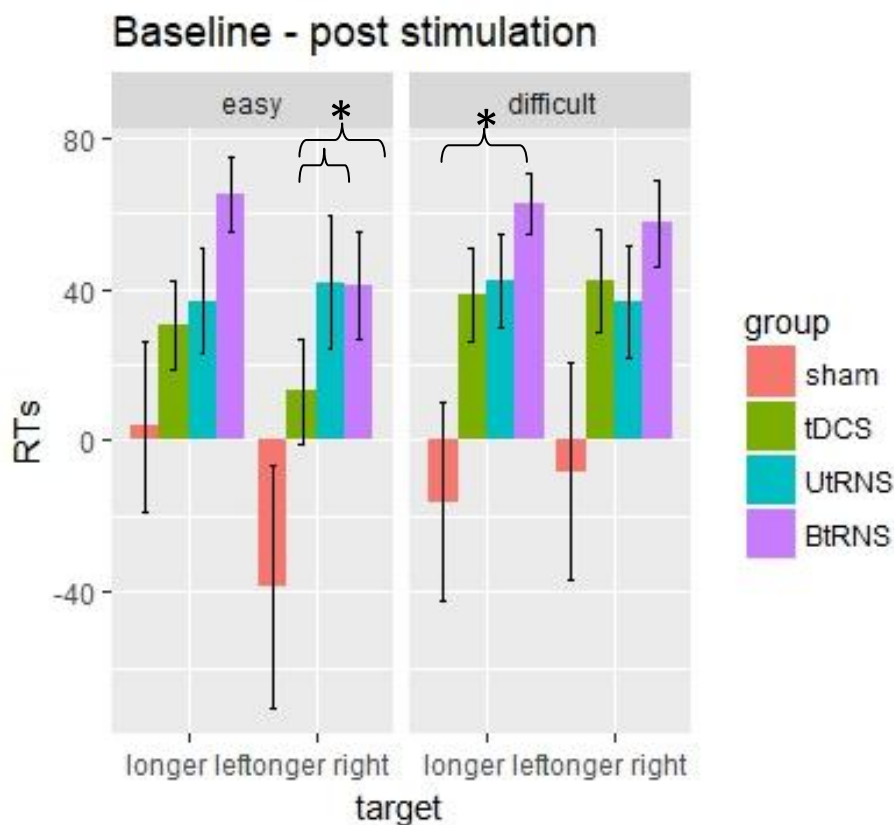 Baseline - post stimulation
easy
difficult
*
*
80
40
0
-40
RTs
longer left
longer right
longer left
longer right
target
group
sham
tDCS
UtRNS
BtRNS